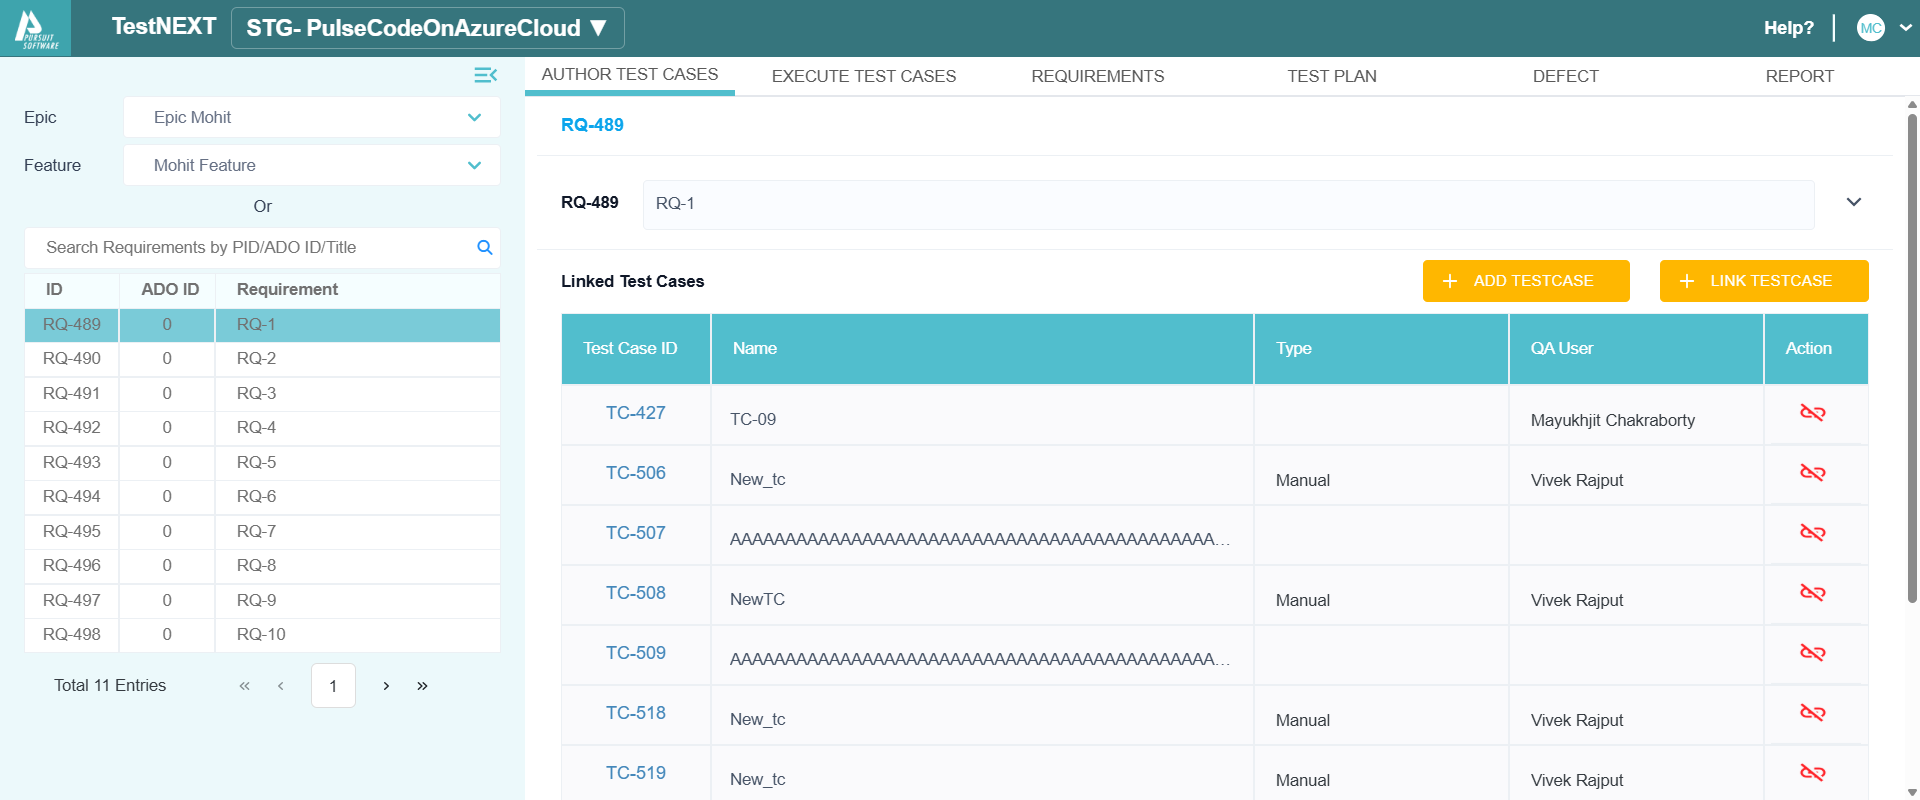 PURSUIT
SOFTWARE
TestNEXT
STG- PulseCodeOnAzureCloud ▼
Help?
MC
Epic
Epic Mohit
Feature
Mohit Feature
Or
Search Requirements by PID/ADO ID/Title
ID ADO ID Requirement
RQ-489 0 RQ-1
RQ-490 0 RQ-2
RQ-491 0 RQ-3
RQ-492 0 RQ-4
RQ-493 0 RQ-5
RQ-494 0 RQ-6
RQ-495 0 RQ-7
RQ-496 0 RQ-8
RQ-497 0 RQ-9
RQ-498 0 RQ-10
Total 11 Entries « ‹ 1 › »
AUTHOR TEST CASES EXECUTE TEST CASES REQUIREMENTS TEST PLAN DEFECT REPORT
RQ-489
RQ-489 RQ-1
Linked Test Cases
+ ADD TESTCASE
+ LINK TESTCASE
Test Case ID Name Type QA User Action
TC-427 TC-09 Mayukhjit Chakraborty
TC-506 New_tc Manual Vivek Rajput
TC-507 AAAAAAAAAAAAAAAAAAAAAAAAAAAAAAAAAAAAAAAAAAAA...
TC-508 NewTC Manual Vivek Rajput
TC-509 AAAAAAAAAAAAAAAAAAAAAAAAAAAAAAAAAAAAAAAAAAAA...
TC-518 New_tc Manual Vivek Rajput
TC-519 New_tc Manual Vivek Rajput